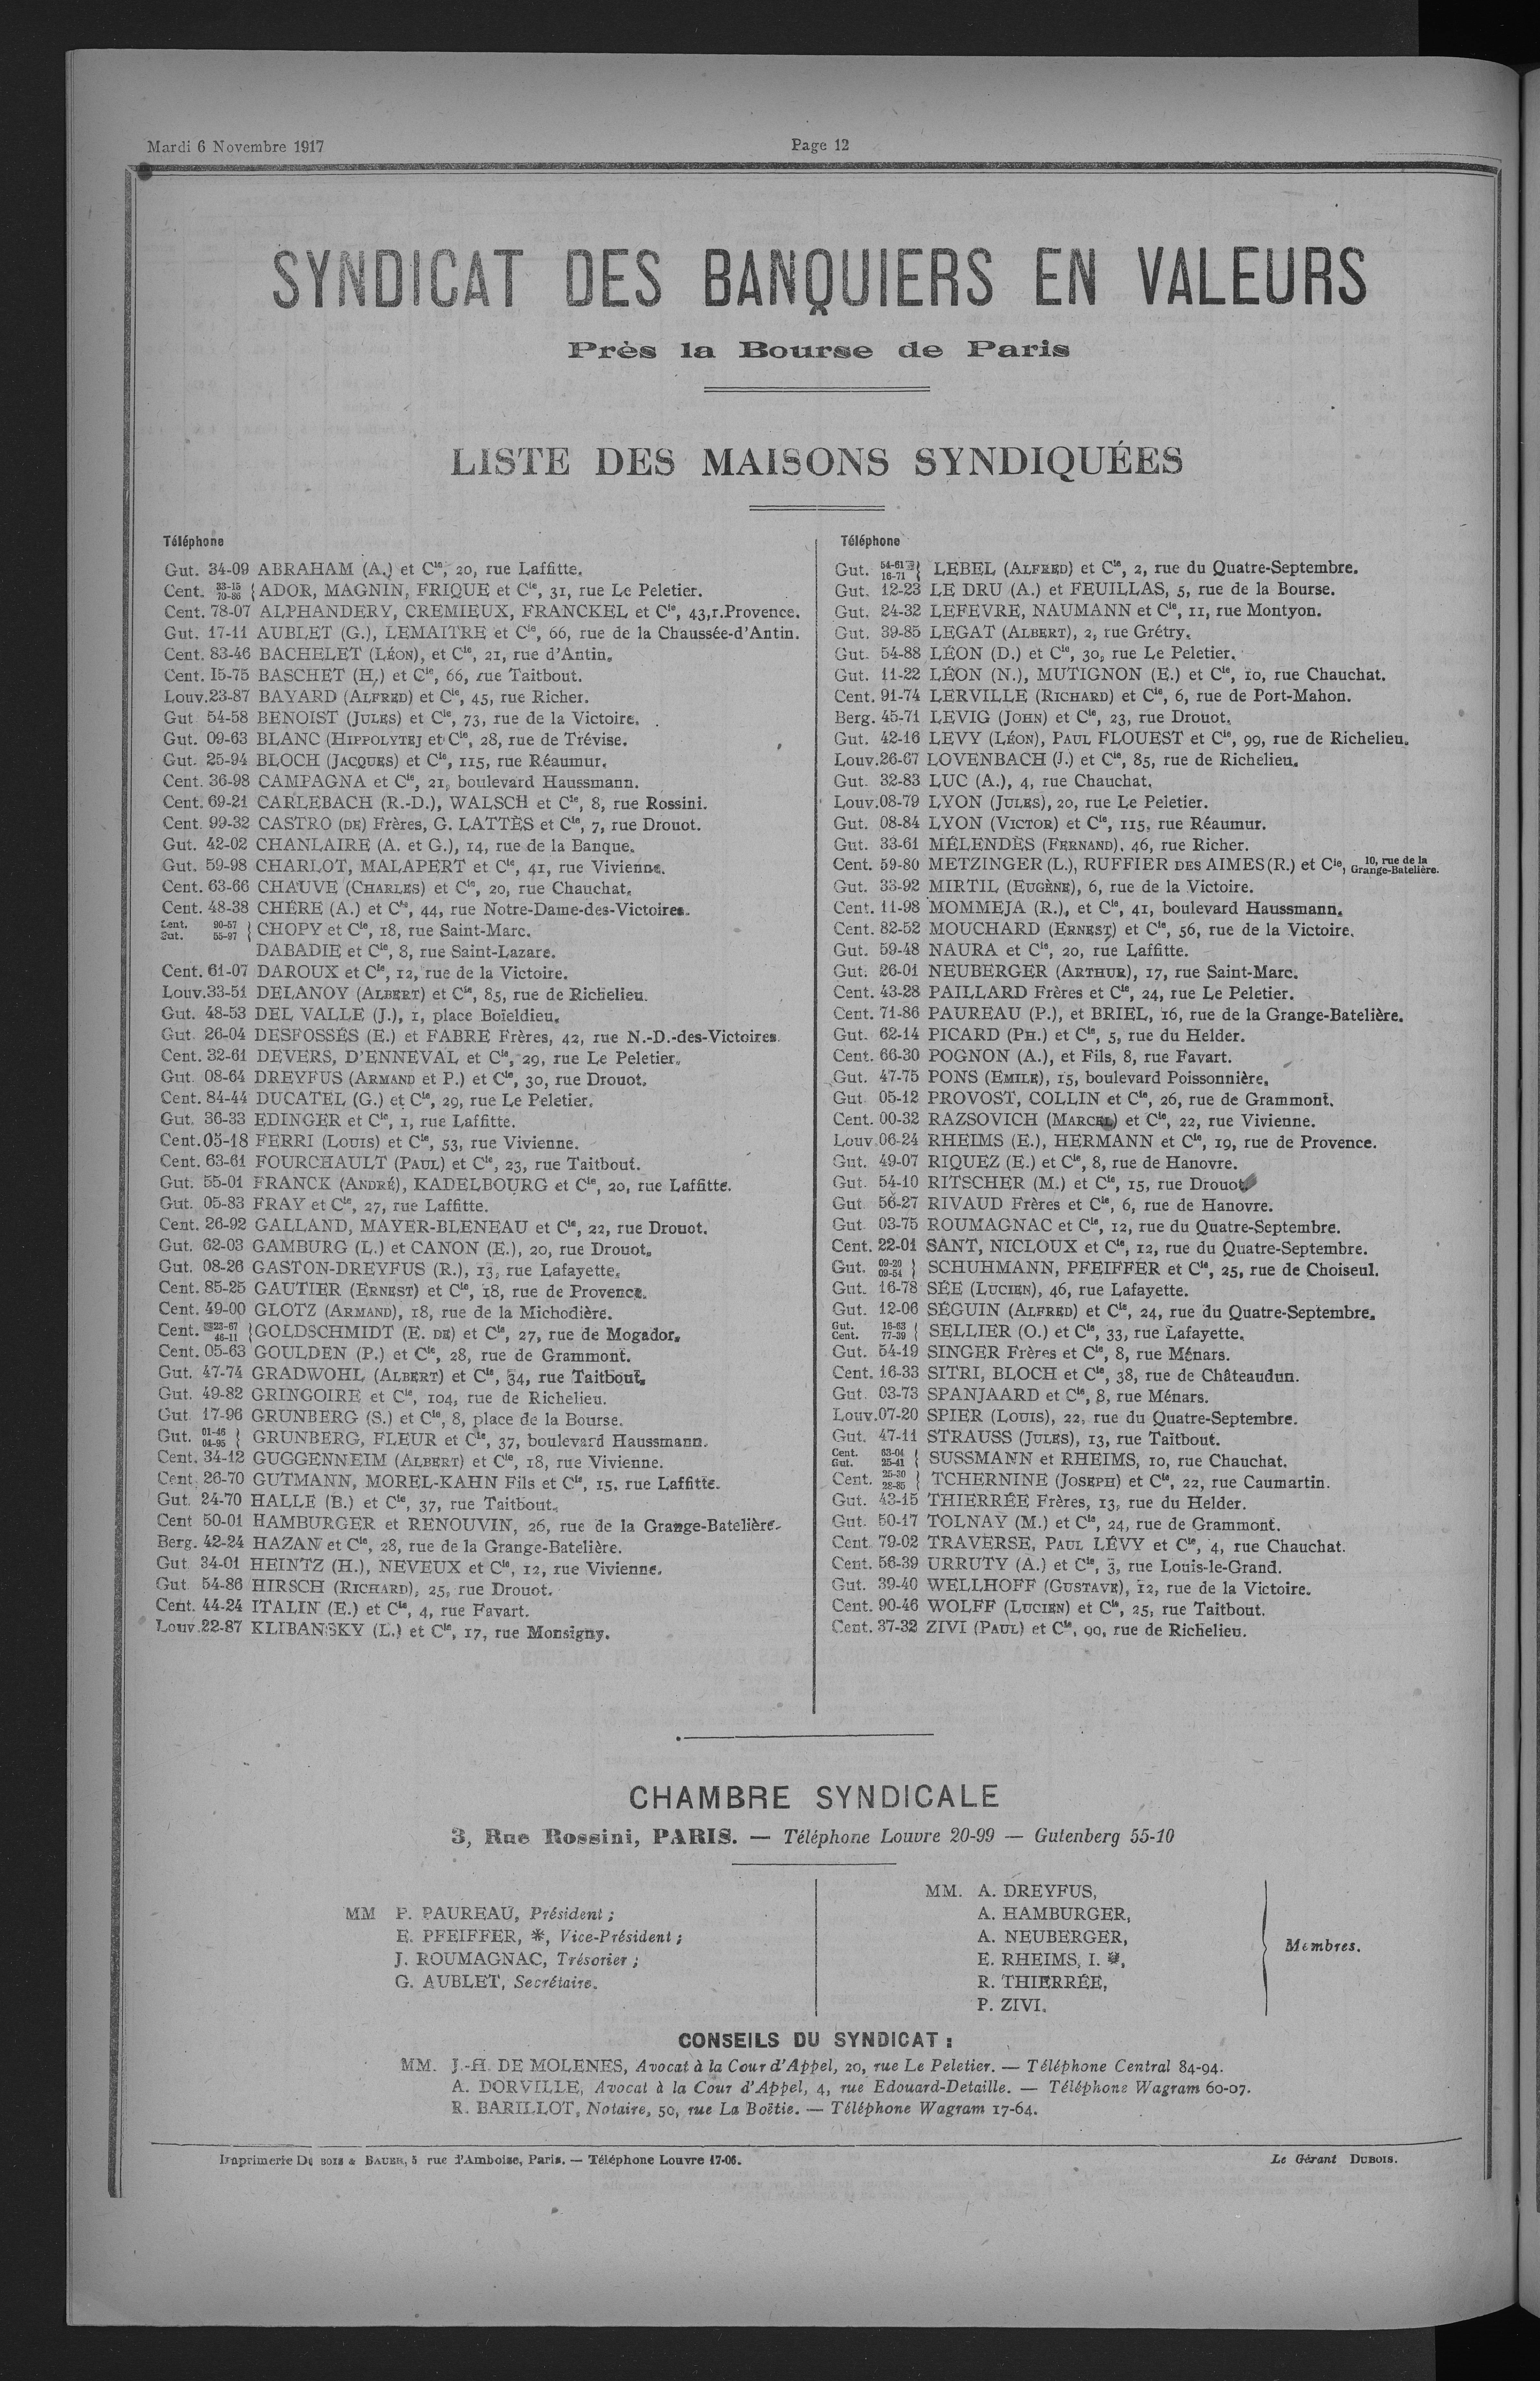 Mardi 6 Novembre 1917
Page 12
SYNDICAT DES BANQUIERS EN VALEURS
Près la Bourse de Paris
LISTE DES MAISONS SYNDIQUÉES
Téléphone
Gut. 34-09 ABRAHAM (A.) et Cie, 20, rue Laffitte.
Cent. 33-15 70-86 { ADOR, MAGNIN, FRIQUE et Cie, 31, rue Le Peletier.
Cent. 78-07 ALPHANDERY, CREMIEUX, FRANCKEL et Cie, 43, r. Provence.
Gut. 17-11 AUBLET (G.), LEMAITRE et Cie, 66, rue de la Chaussée-d'Antin.
Cent. 83-46 BACHELET (LÉON), et Cie, 21, rue d'Antin.
Cent. 15-75 BASCHET (H.) et Cie, 66, rue Taitbout.
Louv. 23-87 BAYARD (ALFRED) et Cie, 45, rue Richer.
Gut 54-58 BENOIST (JULES) et Cie, 73, rue de la Victoire.
Gut. 09-63 BLANC (HIPPOLYTE) et Cie, 28, rue de Trévise.
Gut. 25-94 BLOCH (JACQUES) et Cie, 115, rue Réaumur.
Cent. 36-98 CAMPAGNA et Cie, 21, boulevard Haussmann.
Cent. 69-21 CARLEBACH (R.-D.), WALSCH et Cie, 8, rue Rossini.
Cent. 99-32 CASTRO (DE) Frères, G. LATTÈS et Cie, 7, rue Drouot.
Gut. 42-02 CHANLAIRE (A. et G.), 14, rue de la Banque.
Gut. 59-98 CHARLOT, MALAPERT et Cie, 41, rue Vivienne.
Cent. 63-66 CHAUVE (CHARLES) et Cie, 20, rue Chauchat.
Cent. 48-38 CHÈRE (A.) et Cie, 44, rue Notre-Dame-des-Victoires.
Cent. 90-57 Gut. 55-97 { CHOPY et Cie, 18, rue Saint-Marc.
DABADIE et Cie, 8, rue Saint-Lazare.
Cent. 61-07 DAROUX et Cie, 12, rue de la Victoire.
Louv. 33-51 DELANOY (ALBERT) et Cie, 85, rue de Richelieu.
Gut. 48-53 DEL VALLE (J.), 1, place Boïeldieu.
Gut 26-04 DESFOSSÉS (E.) et FABRE Frères, 42, rue N.-D.-des-Victoires.
Cent. 32-61 DEVERS, D'ENNEVAL et Cie, 29, rue Le Peletier.
Gut. 08-64 DREYFUS (ARMAND et P.) et Cie, 30, rue Drouot.
Cent. 84-44 DUCATEL (G.) et Cie, 29, rue Le Peletier.
Gut. 36-33 EDINGER et Cie, 1, rue Laffitte.
Cent. 05-18 FERRI (LOUIS) et Cie, 53, rue Vivienne.
Cent. 63-61 FOURCHAULT (PAUL) et Cie, 23, rue Taitbout.
Gut. 55-01 FRANCK (ANDRÉ), KADELBOURG et Cie, 20, rue Laffitte.
Gut. 05-83 FRAY et Cie, 27, rue Laffitte.
Cent. 26-92 GALLAND, MAYER-BLENEAU et Cie, 22, rue Drouot.
Gut. 62-03 GAMBURG (L.) et CANON (E.), 20, rue Drouot.
Gut. 08-26 GASTON-DREYFUS (R.), 13, rue Lafayette.
Cent. 85-25 GAUTIER (ERNEST) et Cie, 18, rue de Provence.
Cent. 49-00 GLOTZ (ARMAND), 18, rue de la Michodière.
Cent. 23-67 46-11 { GOLDSCHMIDT (E. DE) et Cie, 27, rue de Mogador.
Cent. 05-63 GOULDEN (P.) et Cie, 28, rue de Grammont.
Gut. 47-74 GRADWOHL (ALBERT) et Cie, 34, rue Taitbout.
Gut. 49-82 GRINGOIRE et Cie, 104, rue de Richelieu.
Gut. 17-96 GRUNBERG (S.) et Cie, 8, place de la Bourse.
Gut. 01-46 04-95 { GRUNBERG, FLEUR et Cie, 37, boulevard Haussmann.
Cent. 34-12 GUGGENNEIM (ALBERT) et Cie, 18, rue Vivienne.
Cent. 26-70 GUTMANN, MOREL-KAHN Fils et Cie, 15, rue Laffitte.
Gut. 24-70 HALLE (B.) et Cie, 37, rue Taitbout.
Cent 50-01 HAMBURGER et RENOUVIN, 26, rue de la Grange-Batelière.
Berg. 42-24 HAZAN et Cie, 28, rue de la Grange-Batelière.
Gut 34-01 HEINTZ (H.), NEVEUX et Cie, 12, rue Vivienne.
Gut 54-86 HIRSCH (RICHARD), 25, rue Drouot.
Cent. 44-24 ITALIN (E.) et Cie, 4, rue Favart.
Louv. 22-87 KLIBANSKY (L.) et Cie, 17, rue Monsigny.
Téléphone
Gut. 54-61 16-71 { LEBEL (ALFRED) et Cie, 2, rue du Quatre-Septembre.
Gut. 12-23 LE DRU (A.) et FEUILLAS, 5, rue de la Bourse.
Gut. 24-32 LEFEVRE, NAUMANN et Cie, 11, rue Montyon.
Gut. 39-85 LEGAT (ALBERT), 2, rue Grétry.
Gut. 54-88 LÉON (D.) et Cie, 30, rue Le Peletier.
Gut. 11-22 LÉON (N.), MUTIGNON (E.) et Cie, 10, rue Chauchat.
Cent. 91-74 LERVILLE (RICHARD) et Cie, 6, rue de Port-Mahon.
Berg. 45-71 LEVIG (JOHN) et Cie, 23, rue Drouot.
Gut. 42-16 LEVY (LÉON), PAUL FLOUEST et Cie, 99, rue de Richelieu.
Louv. 26-67 LOVENBACH (J.) et Cie, 85, rue de Richelieu.
Gut. 32-83 LUC (A.), 4, rue Chauchat.
Louv. 08-79 LYON (JULES), 20, rue Le Peletier.
Gut. 08-84 LYON (VICTOR) et Cie, 115, rue Réaumur.
Gut. 33-61 MÉLENDÈS (FERNAND), 46, rue Richer.
Cent. 59-80 METZINGER (L.), RUFFIER DES AIMES (R.) et Cie, 10, rue de la Grange-Batelière.
Gut. 33-92 MIRTIL (EUGÈNE), 6, rue de la Victoire.
Cent. 11-98 MOMMEJA (R.), et Cie, 41, boulevard Haussmann.
Cent. 82-52 MOUCHARD (ERNEST) et Cie, 56, rue de la Victoire.
Gut. 59-48 NAURA et Cie, 20, rue Laffitte.
Gut. 26-01 NEUBERGER (ARTHUR), 17, rue Saint-Marc.
Cent. 43-28 PAILLARD Frères et Cie, 24, rue Le Peletier.
Cent. 71-86 PAUREAU (P.), et BRIEL, 16, rue de la Grange-Batelière.
Gut. 62-14 PICARD (PH.) et Cie, 5, rue du Helder.
Cent. 66-30 POGNON (A.), et Fils, 8, rue Favart.
Gut. 47-75 PONS (EMILE), 15, boulevard Poissonnière.
Gut 05-12 PROVOST, COLLIN et Cie, 26, rue de Grammont.
Cent. 00-32 RAZSOVICH (MARCEL) et Cie, 22, rue Vivienne.
Louv. 06-24 RHEIMS (E.), HERMANN et Cie, 19, rue de Provence.
Gut. 49-07 RIQUEZ (E.) et Cie, 8, rue de Hanovre.
Gut. 54-10 RITSCHER (M.) et Cie, 15, rue Drouot.
Gut 56-27 RIVAUD Frères et Cie, 6, rue de Hanovre.
Gut. 03-75 ROUMAGNAC et Cie, 12, rue du Quatre-Septembre.
Cent. 22-01 SANT, NICLOUX et Cie, 12, rue du Quatre-Septembre.
Gut. 09-20 09-54 } SCHUHMANN, PFEIFFER et Cie, 25, rue de Choiseul.
Gut. 16-78 SÉE (LUCIEN), 46, rue Lafayette.
Gut. 12-06 SÉGUIN (ALFRED) et Cie, 24, rue du Quatre-Septembre.
Gut. 16-63 Cent. 77-39 { SELLIER (O.) et Cie, 33, rue Lafayette.
Gut. 54-19 SINGER Frères et Cie, 8, rue Ménars.
Cent. 16-33 SITRI, BLOCH et Cie, 38, rue de Châteaudun.
Gut. 03-73 SPANJAARD et Cie, 8, rue Ménars.
Louv. 07-20 SPIER (LOUIS), 22, rue du Quatre-Septembre.
Gut. 47-11 STRAUSS (JULES), 13, rue Taitbout.
Cent. 63-04 Gut. 25-41 { SUSSMANN et RHEIMS, 10, rue Chauchat.
Cent. 25-30 28-85 } TCHERNINE (JOSEPH) et Cie, 22, rue Caumartin.
Gut. 43-15 THIERRÉE Frères, 13, rue du Helder.
Gut. 50-17 TOLNAY (M.) et Cie, 24, rue de Grammont.
Cent. 79-02 TRAVERSE, PAUL LÉVY et Cie, 4, rue Chauchat.
Cent. 56-39 URRUTY (A.) et Cie, 3, rue Louis-le-Grand.
Gut. 39-40 WELLHOFF (GUSTAVE), 12, rue de la Victoire.
Cent. 90-46 WOLFF (LUCIEN) et Cie, 25, rue Taitbout.
Cent. 37-32 ZIVI (PAUL) et Cie, 99, rue de Richelieu.
CHAMBRE SYNDICALE
3, Rue Rossini, PARIS. — Téléphone Louvre 20-99 — Gutenberg 55-10
MM P. PAUREAU, Président ;
E. PFEIFFER, *, Vice-Président ;
J. ROUMAGNAC, Trésorier ;
G. AUBLET, Secrétaire.
MM. A. DREYFUS,
A. HAMBURGER,
A. NEUBERGER,
E. RHEIMS, I. *,
R. THIERRÉE,
P. ZIVI.
Membres.
CONSEILS DU SYNDICAT :
MM. J.-H. DE MOLENES, Avocat à la Cour d'Appel, 20, rue Le Peletier. — Téléphone Central 84-94.
A. DORVILLE, Avocat à la Cour d'Appel, 4, rue Edouard-Detaille. — Téléphone Wagram 60-07.
R. BARILLOT, Notaire, 50, rue La Boëtie. — Téléphone Wagram 17-64.
Imprimerie DUBOIS & BAUER, 5 rue d'Amboise, Paris. — Téléphone Louvre 17-06.
Le Gérant DUBOIS.